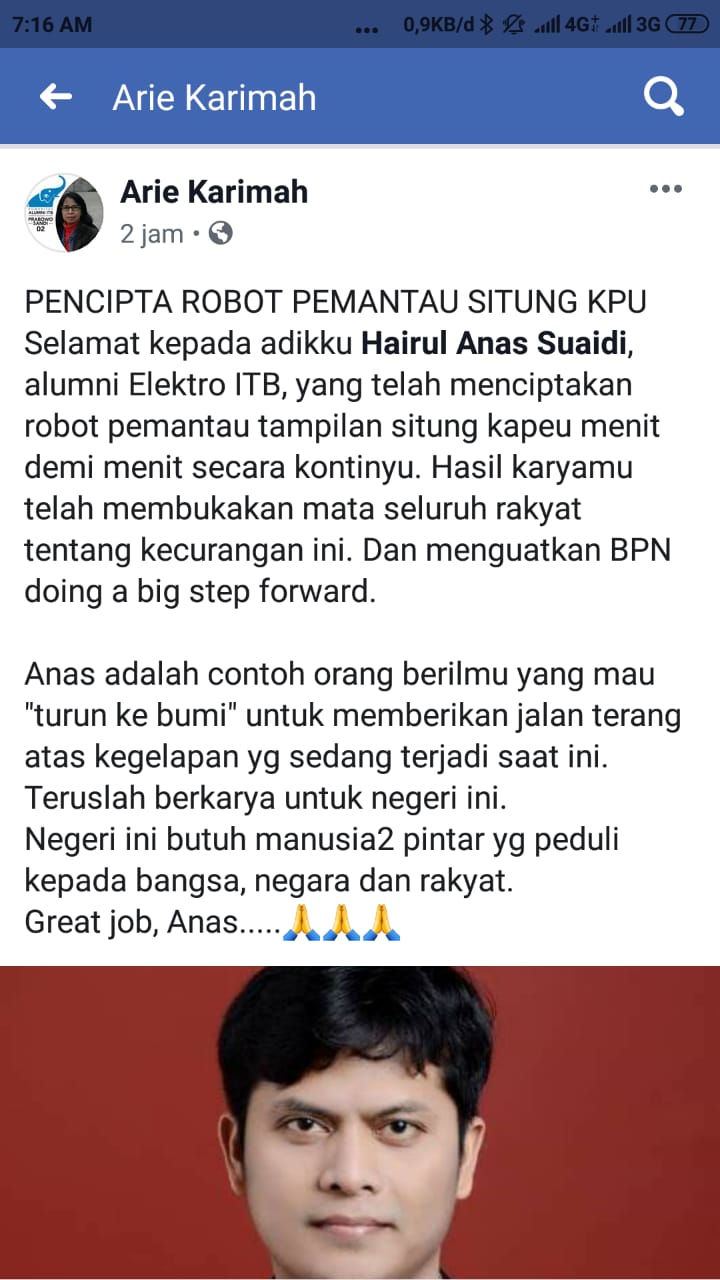 7:16 AM
... 0,9KB/d 4G+ 3G 77
Arie Karimah
Arie Karimah
2 jam •
ALUMNI ITB
PRABOWO
SANDI
02
PENCIPTA ROBOT PEMANTAU SITUNG KPU
Selamat kepada adikku Hairul Anas Suaidi,
alumni Elektro ITB, yang telah menciptakan
robot pemantau tampilan situng kapeu menit
demi menit secara kontinyu. Hasil karyamu
telah membukakan mata seluruh rakyat
tentang kecurangan ini. Dan menguatkan BPN
doing a big step forward.
Anas adalah contoh orang berilmu yang mau
"turun ke bumi" untuk memberikan jalan terang
atas kegelapan yg sedang terjadi saat ini.
Teruslah berkarya untuk negeri ini.
Negeri ini butuh manusia2 pintar yg peduli
kepada bangsa, negara dan rakyat.
Great job, Anas.....🙏🙏🙏